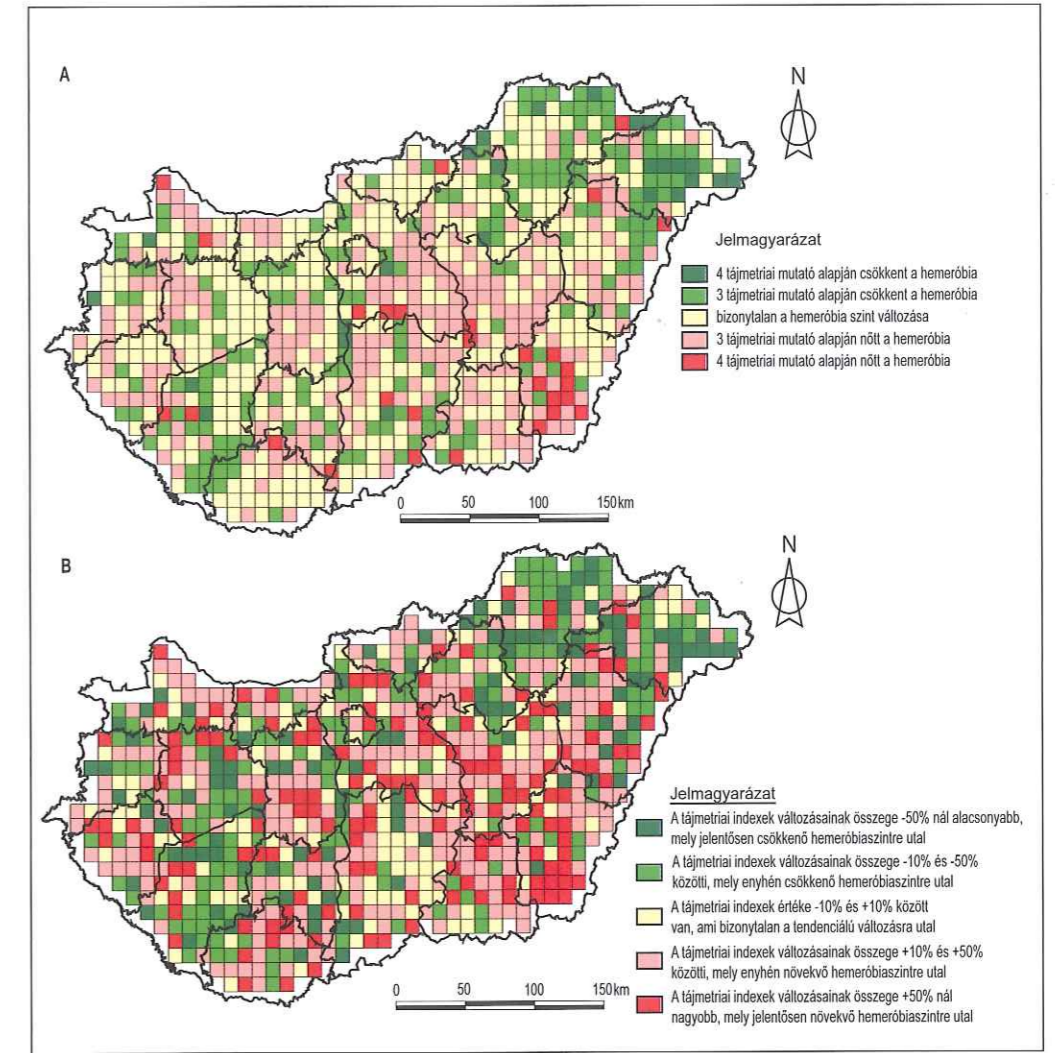 A
N
Jelmagyarázat
4 tájmetriai mutató alapján csökkent a hemeróbia
3 tájmetriai mutató alapján csökkent a hemeróbia
bizonytalan a hemeróbia szint változása
3 tájmetriai mutató alapján nőtt a hemeróbia
4 tájmetriai mutató alapján nőtt a hemeróbia
0 50 100 150km
B
N
Jelmagyarázat
A tájmetriai indexek változásainak összege -50% nál alacsonyabb,
mely jelentősen csökkenő hemeróbiaszintre utal
A tájmetriai indexek változásainak összege -10% és -50%
közötti, mely enyhén csökkenő hemeróbiaszintre utal
A tájmetriai indexek értéke -10% és +10% között
van, ami bizonytalan a tendenciálú változásra utal
A tájmetriai indexek változásainak összege +10% és +50%
közötti, mely enyhén növekvő hemeróbiaszintre utal
A tájmetriai indexek változásainak összege +50% nál
nagyobb, mely jelentősen növekvő hemeróbiaszintre utal
0 50 100 150km